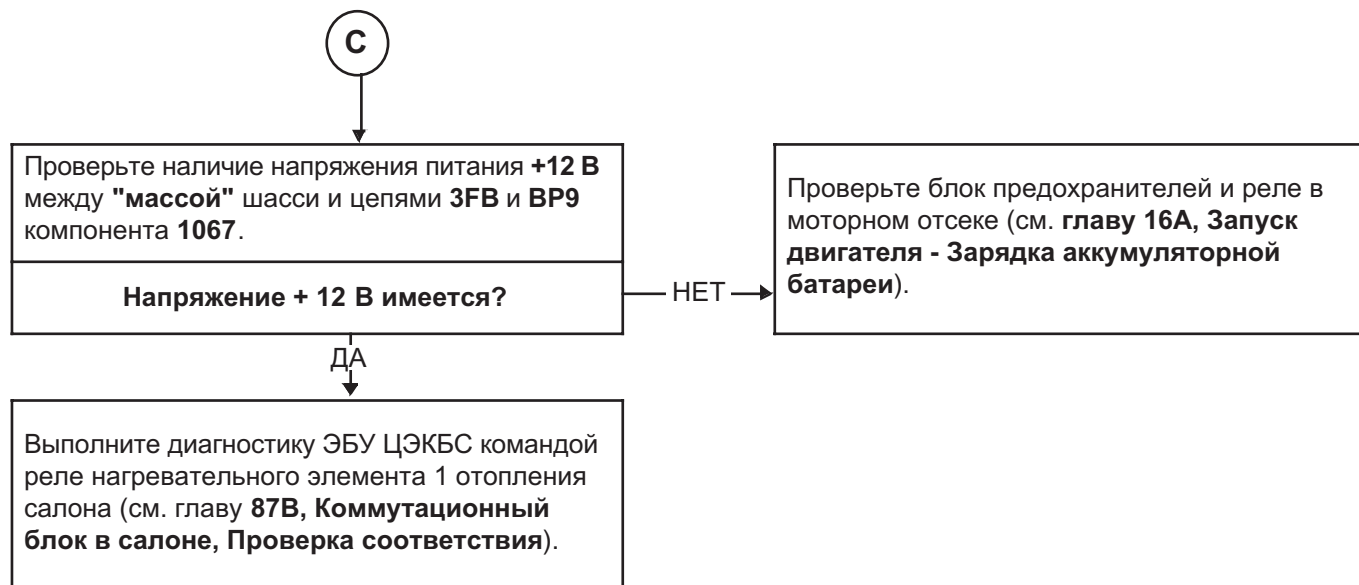 C
Проверьте наличие напряжения питания +12 В
между "массой" шасси и цепями 3FB и BP9
компонента 1067.
Напряжение + 12 В имеется?
НЕТ
Проверьте блок предохранителей и реле в
моторном отсеке (см. главу 16A, Запуск
двигателя - Зарядка аккумуляторной
батареи).
ДА
Выполните диагностику ЭБУ ЦЭКБС командой
реле нагревательного элемента 1 отопления
салона (см. главу 87B, Коммутационный
блок в салоне, Проверка соответствия).